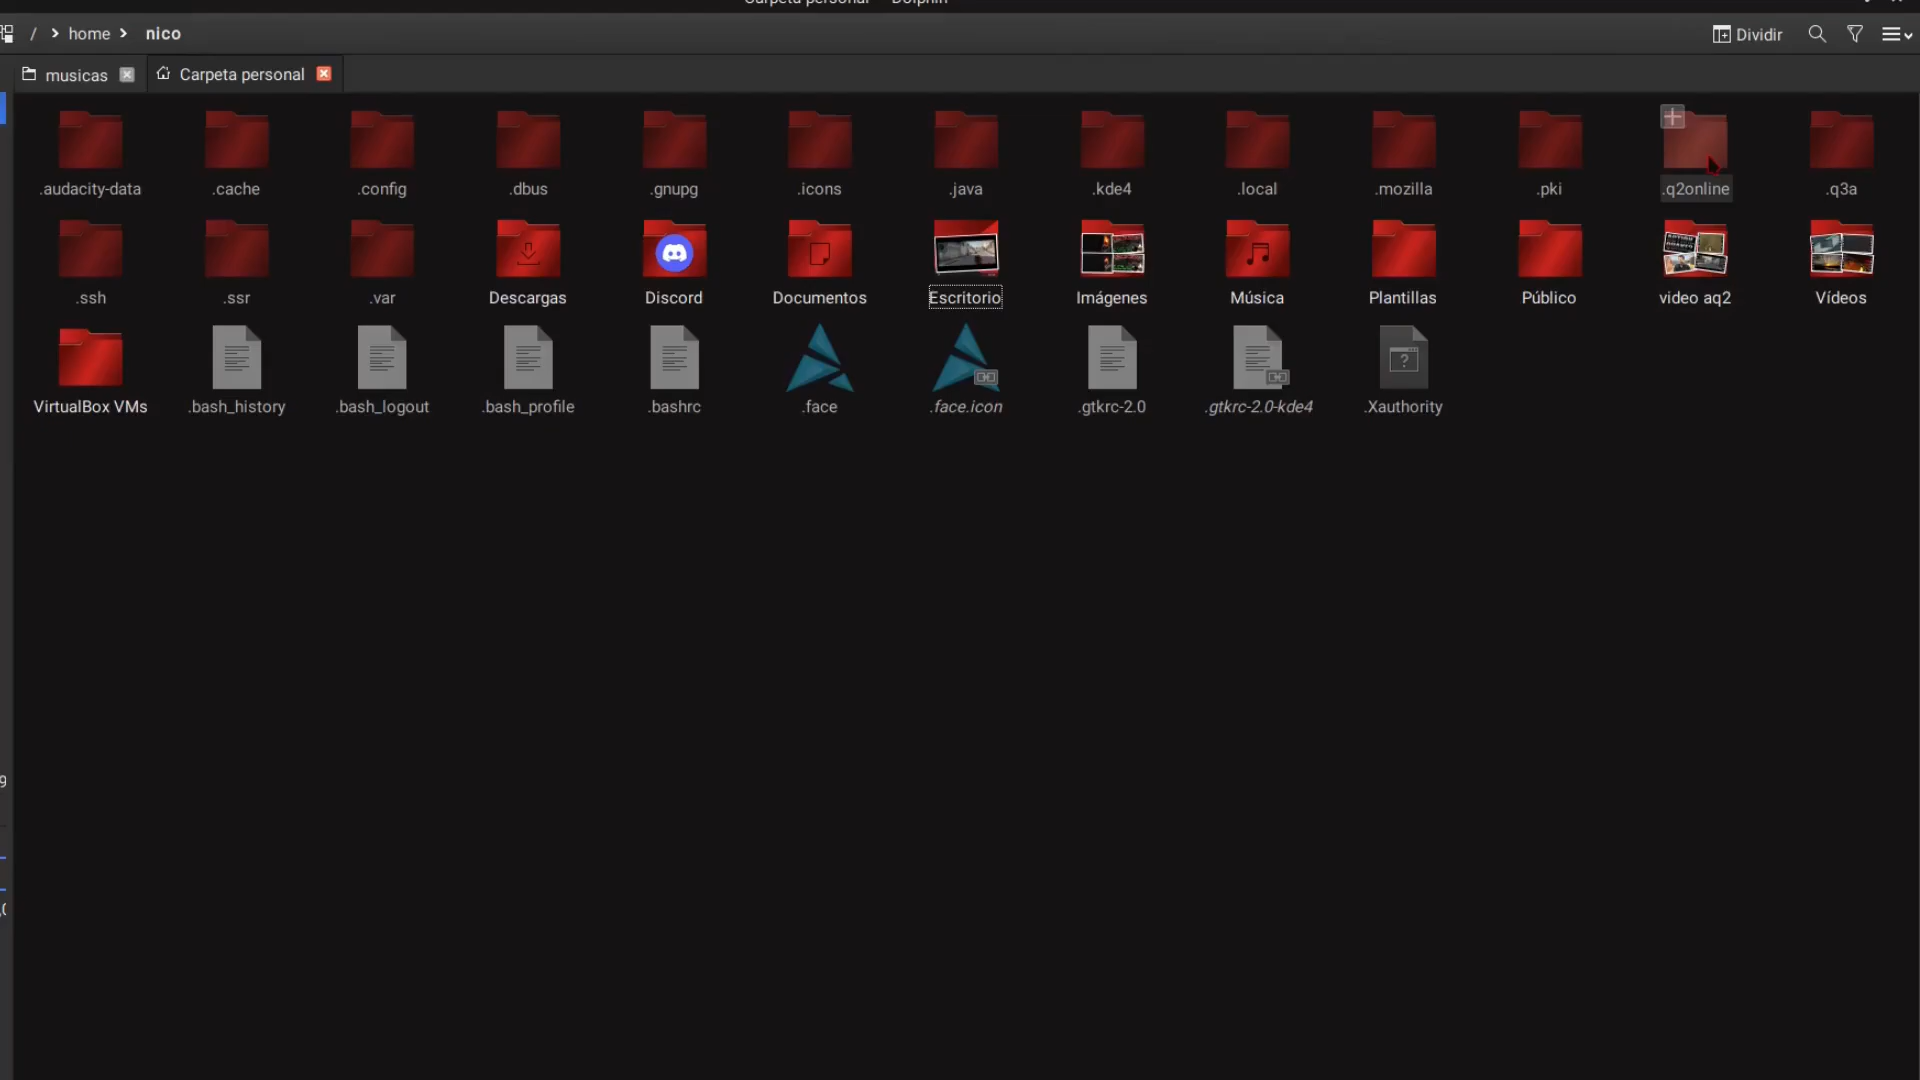 Carpeta personal — Dolphin
/ > home > nico
Dividir
musicas
Carpeta personal
.audacity-data .cache .config .dbus .gnupg .icons .java .kde4 .local .mozilla .pki .q2online .q3a
.ssh .ssr .var Descargas Discord Documentos Escritorio Imágenes Música Plantillas Público video aq2 Vídeos
VirtualBox VMs .bash_history .bash_logout .bash_profile .bashrc .face .face.icon .gtkrc-2.0 .gtkrc-2.0-kde4 .Xauthority